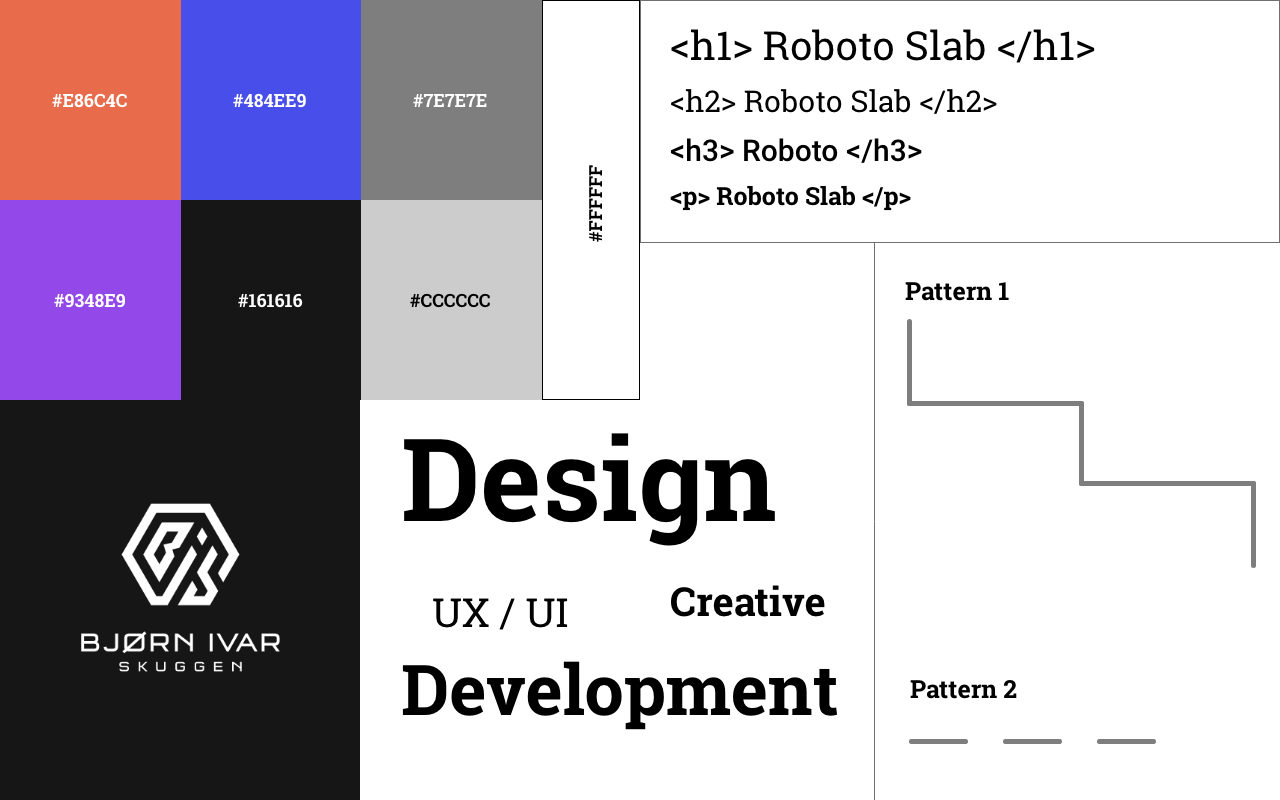 #E86C4C
#484EE9
#7E7E7E
#FFFFFF
#9348E9
#161616
#CCCCCC
<h1> Roboto Slab </h1>
<h2> Roboto Slab </h2>
<h3> Roboto </h3>
<p> Roboto Slab </p>
Pattern 1
BJØRN IVAR
SKUGGEN
Design
UX / UI
Creative
Development
Pattern 2